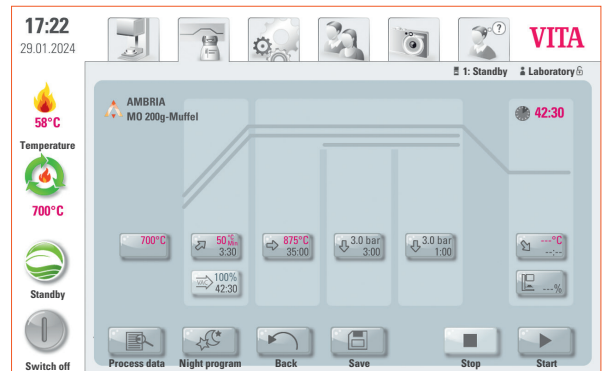 17:22
29.01.2024
VITA
?
1: Standby
Laboratory
AMBRIA
MO 200g-Muffel
42:30
58°C
Temperature
700°C
700°C
50 °C/Min
3:30
875°C
35:00
3.0 bar
3:00
3.0 bar
1:00
---°C
--:--
VAC
100%
42:30
---%
Standby
Switch off
Process data
Night program
Back
Save
Stop
Start